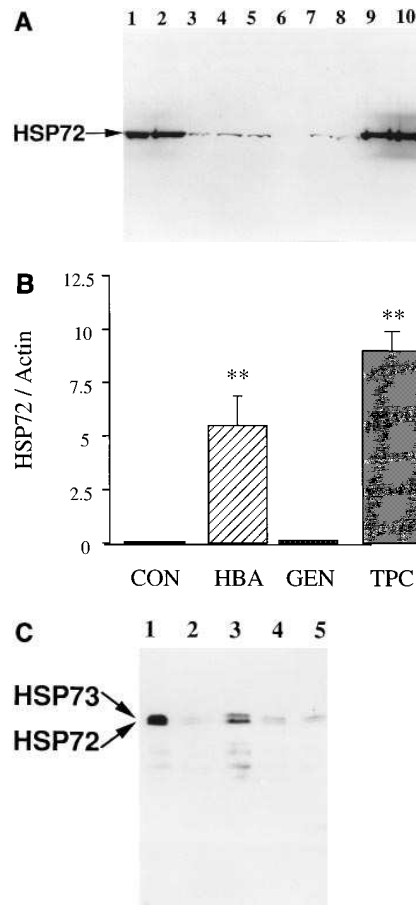 A
1 2 3 4 5 6 7 8 9 10
HSP72
B
HSP72 / Actin
12.5
10
7.5
5
2.5
0
**
**
CON HBA GEN TPC
C
1 2 3 4 5
HSP73
HSP72